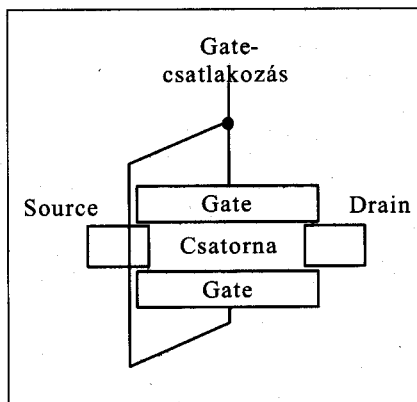 Gate-
csatlakozás
Gate
Source
Drain
Csatorna
Gate